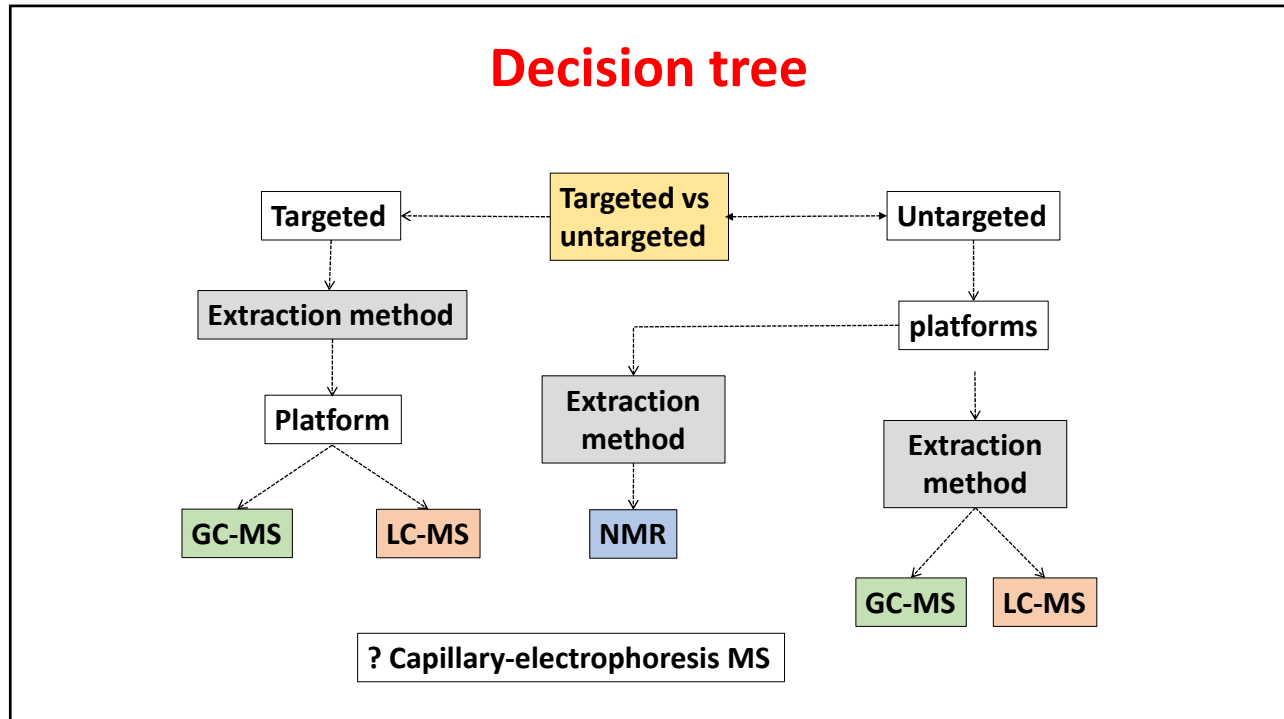 Decision tree
Targeted
Targeted vs
untargeted
Untargeted
Extraction method
platforms
Platform
Extraction
method
Extraction
method
GC-MS
LC-MS
NMR
GC-MS
LC-MS
? Capillary-electrophoresis MS